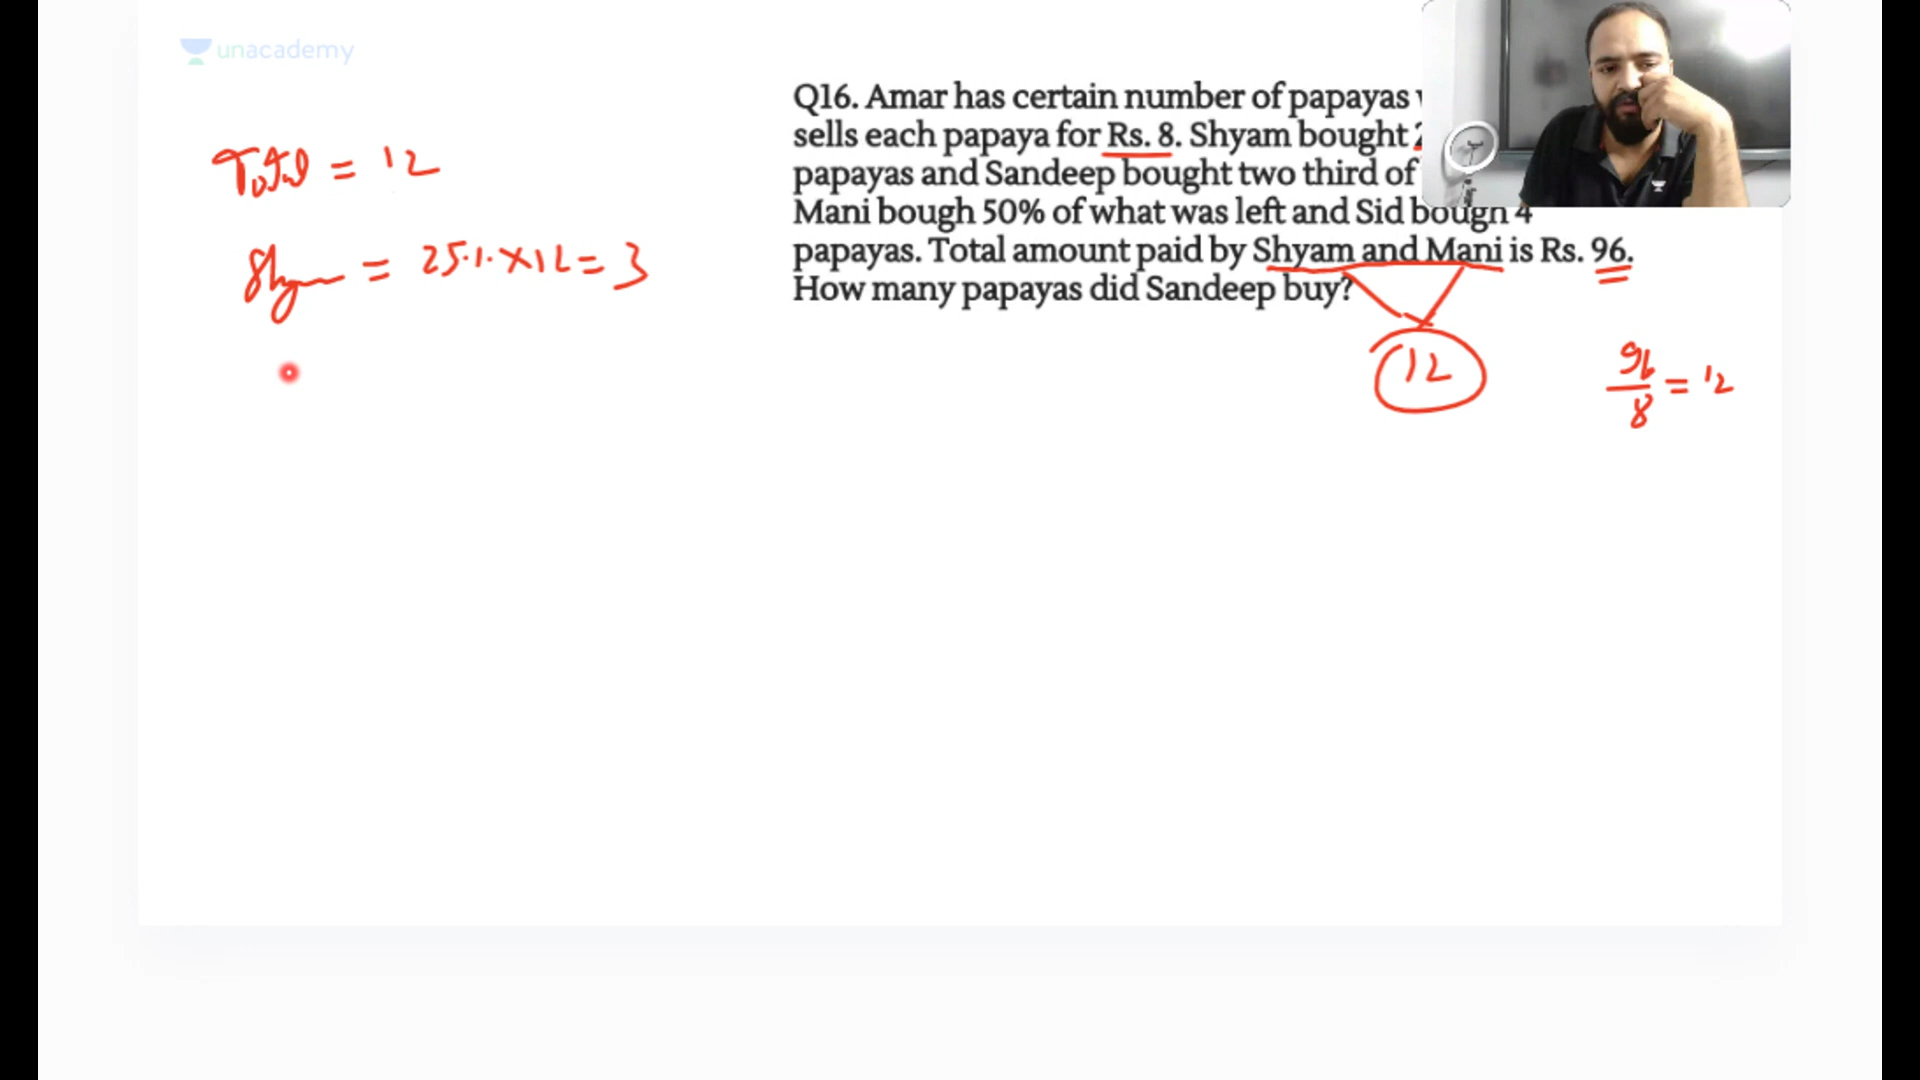 unacademy
Q16. Amar has certain number of papayas
sells each papaya for Rs. 8. Shyam bought
papayas and Sandeep bought two third of
Mani bough 50% of what was left and Sid bough 4
papayas. Total amount paid by Shyam and Mani is Rs. 96.
How many papayas did Sandeep buy?
Total = 12
Shyam = 25% × 12 = 3
12
96/8 = 12